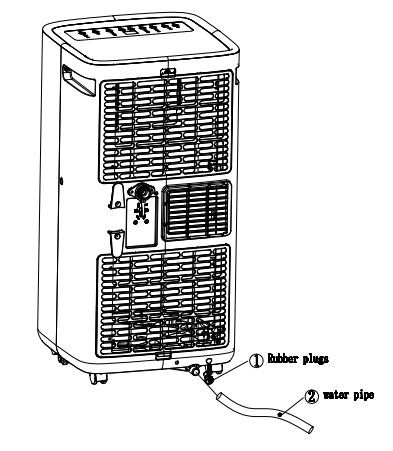 ① Rubber plugs
② water pipe